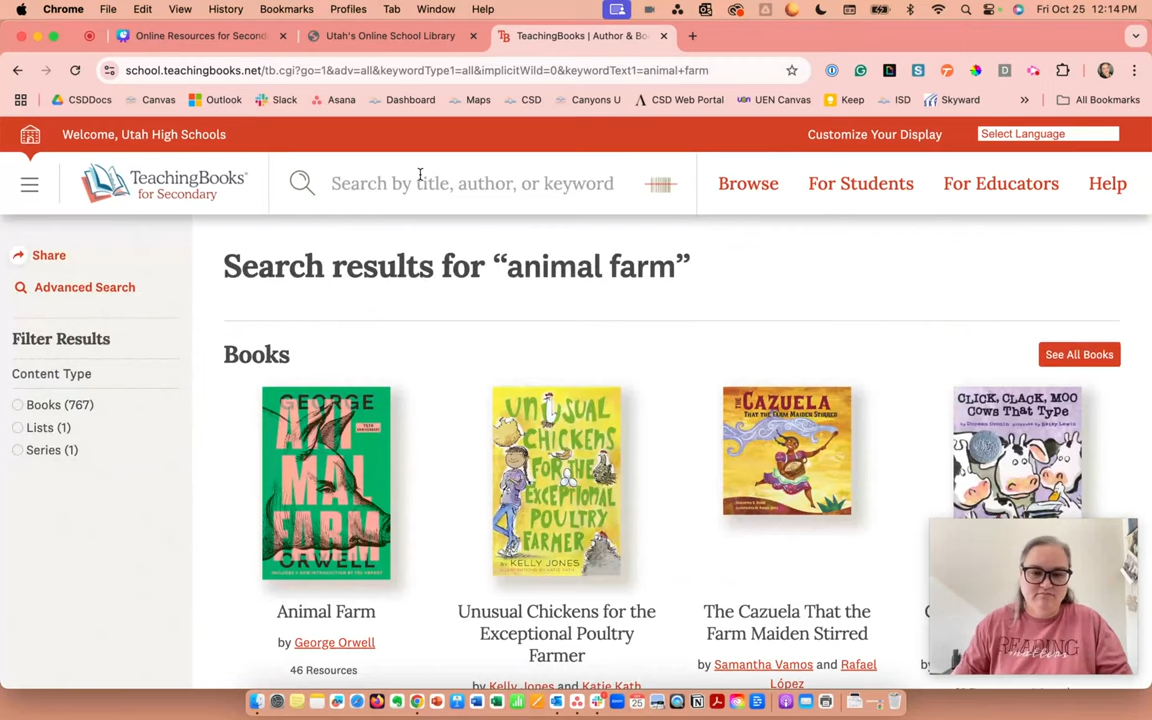 Chrome File Edit View History Bookmarks Profiles Tab Window Help Fri Oct 25 12:14 PM
Online Resources for Second Utah's Online School Library TeachingBooks | Author & Bo
school.teachingbooks.net/tb.cgi?go=1&adv=all&keywordType1=all&implicitWild=0&keywordText1=animal+farm
CSDDocs Canvas Outlook Slack Asana Dashboard Maps CSD Canyons U CSD Web Portal UEN Canvas Keep ISD Skyward » All Bookmarks
Welcome, Utah High Schools Customize Your Display Select Language
TeachingBooks® for Secondary
Search by title, author, or keyword
Browse For Students For Educators Help
Share
Advanced Search
Filter Results
Content Type
Books (767)
Lists (1)
Series (1)
Search results for “animal farm”
Books See All Books
GEORGE
ANIMAL FARM
ORWELL
UNUSUAL CHICKENS FOR THE EXCEPTIONAL POULTRY FARMER
BY KELLY JONES
THE CAZUELA
THAT THE FARM MAIDEN STIRRED
CLICK, CLACK, MOO
COWS THAT TYPE
Animal Farm
by George Orwell
46 Resources
Unusual Chickens for the
Exceptional Poultry
Farmer
by Kelly Jones and Katie Kath
The Cazuela That the
Farm Maiden Stirred
by Samantha Vamos and Rafael
López
READING
matters